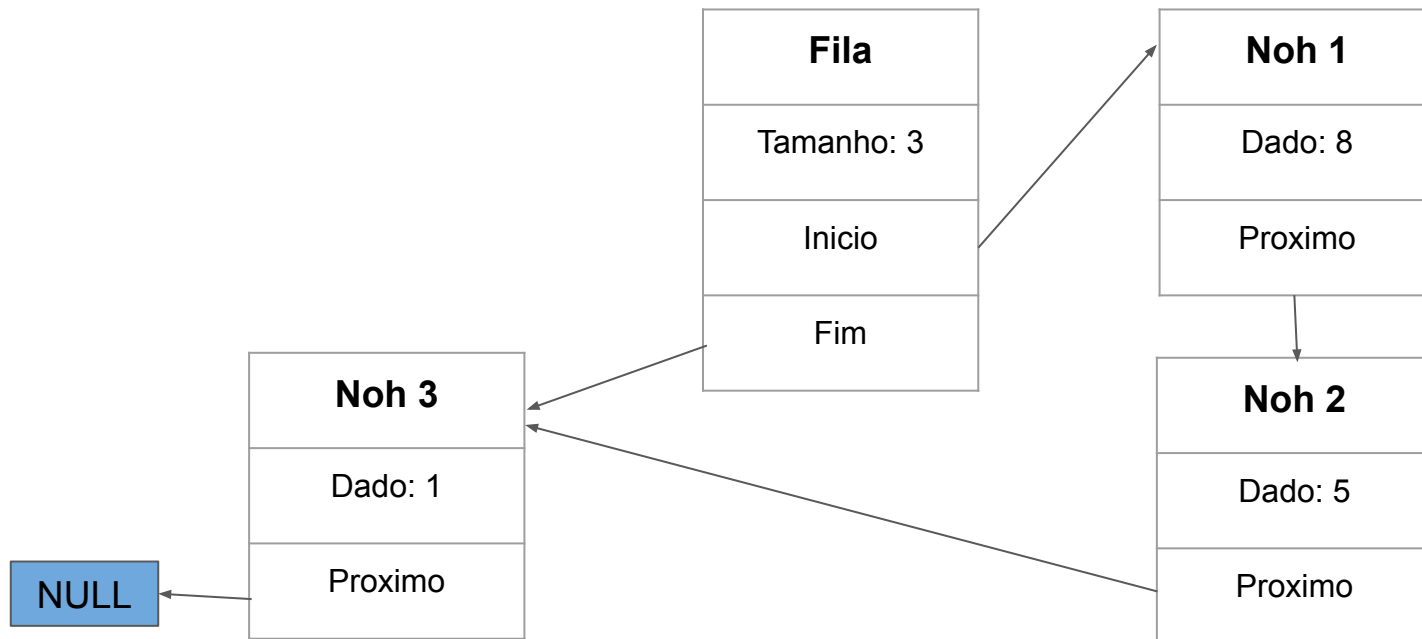 Fila
Tamanho: 3
Inicio
Fim
Noh 1
Dado: 8
Proximo
Noh 2
Dado: 5
Proximo
Noh 3
Dado: 1
Proximo
NULL